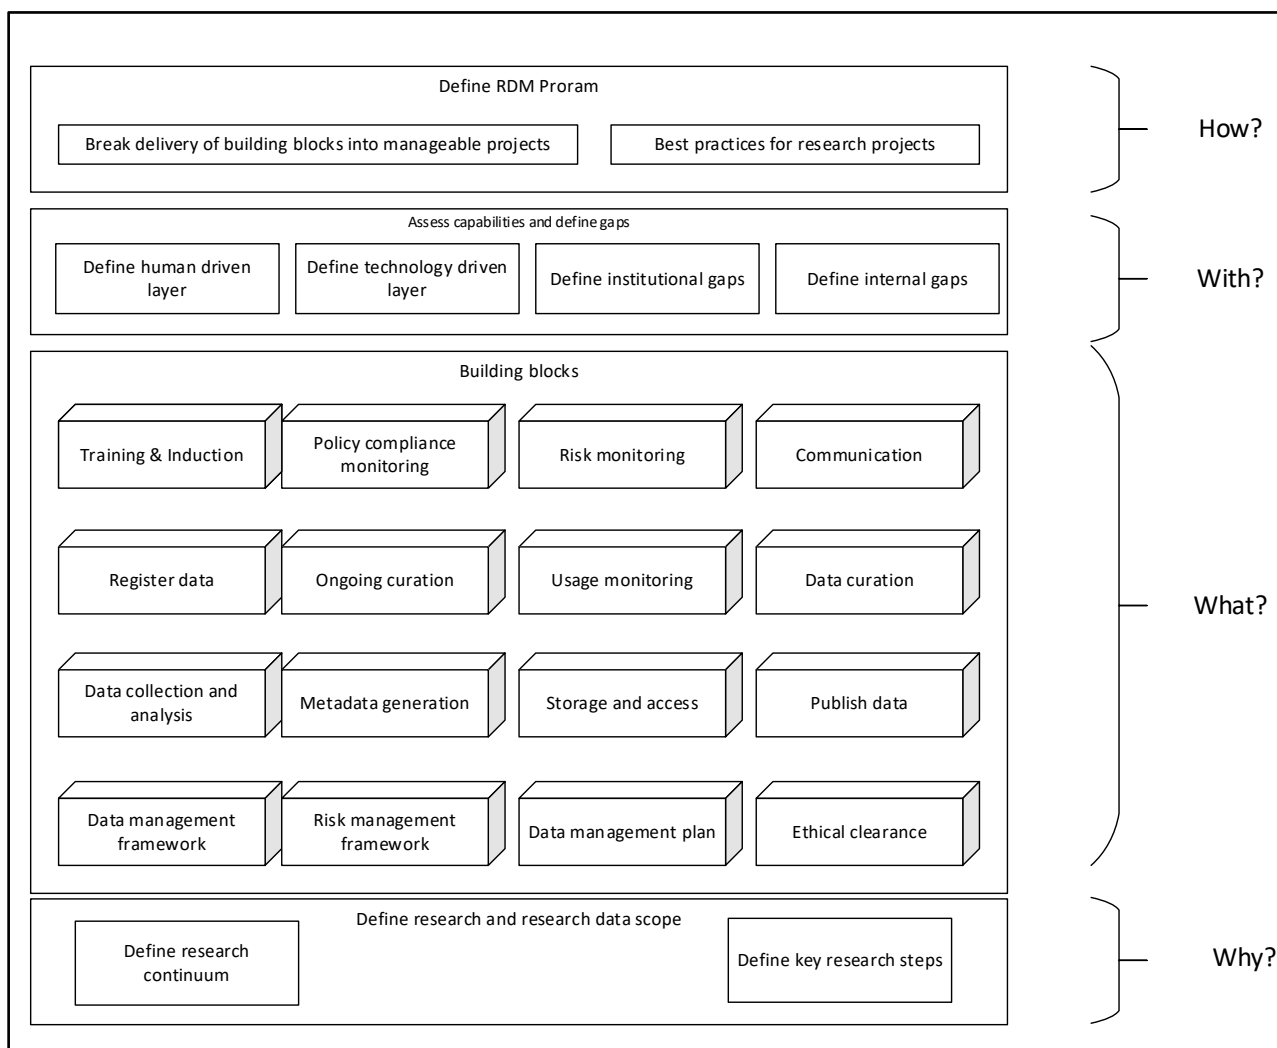 Define RDM Proram
How?
Break delivery of building blocks into manageable projects
Best practices for research projects
Assess capabilities and define gaps
With?
Define human driven
layer
Define technology driven
layer
Define institutional gaps
Define internal gaps
Building blocks
What?
Training & Induction
Policy compliance
monitoring
Risk monitoring
Communication
Register data
Ongoing curation
Usage monitoring
Data curation
Data collection and
analysis
Metadata generation
Storage and access
Publish data
Data management
framework
Risk management
framework
Data management plan
Ethical clearance
Define research and research data scope
Why?
Define research
continuum
Define key research steps